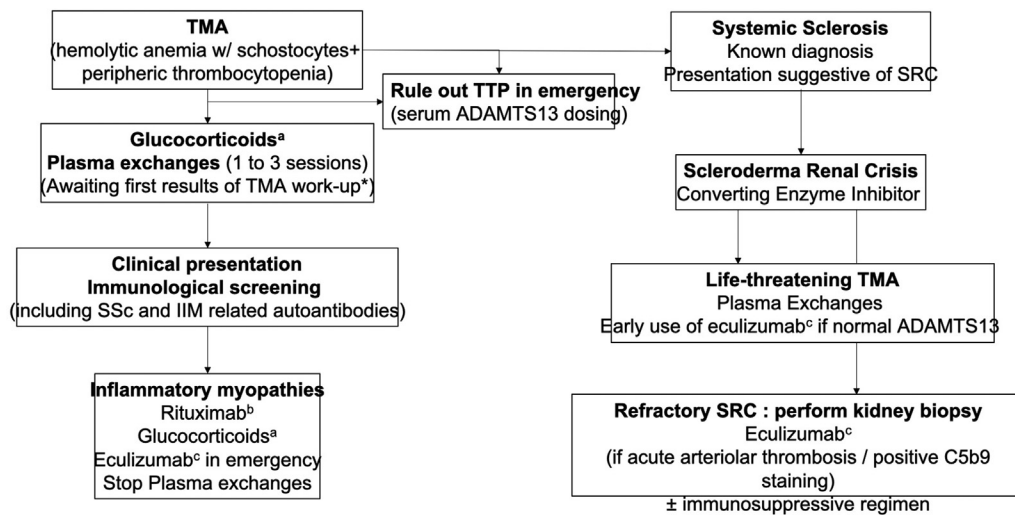 TMA
(hemolytic anemia w/ schostocytes+
peripheric thrombocytopenia)
Systemic Sclerosis
Known diagnosis
Presentation suggestive of SRC
Rule out TTP in emergency
(serum ADAMTS13 dosing)
Glucocorticoidsᵃ
Plasma exchanges (1 to 3 sessions)
(Awaiting first results of TMA work-up*)
Scleroderma Renal Crisis
Converting Enzyme Inhibitor
Clinical presentation
Immunological screening
(including SSc and IIM related autoantibodies)
Life-threatening TMA
Plasma Exchanges
Early use of eculizumabᶜ if normal ADAMTS13
Inflammatory myopathies
Rituximabᵇ
Glucocorticoidsᵃ
Eculizumabᶜ in emergency
Stop Plasma exchanges
Refractory SRC : perform kidney biopsy
Eculizumabᶜ
(if acute arteriolar thrombosis / positive C5b9
staining)
± immunosuppressive regimen